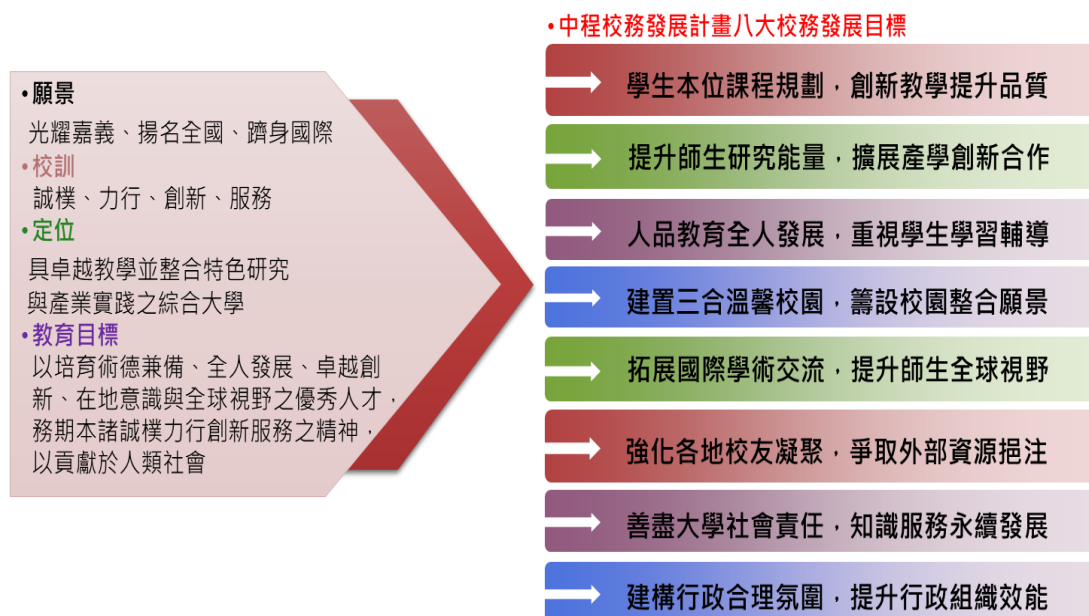 •願景
光耀嘉義、揚名全國、躋身國際
•校訓
誠樸、力行、創新、服務
•定位
具卓越教學並整合特色研究
與產業實踐之綜合大學
•教育目標
以培育術德兼備、全人發展、卓越創
新、在地意識與全球視野之優秀人才，
務期本諸誠樸力行創新服務之精神，
以貢獻於人類社會
•中程校務發展計畫八大校務發展目標
學生本位課程規劃，創新教學提升品質
提升師生研究能量，擴展產學創新合作
人品教育全人發展，重視學生學習輔導
建置三合溫馨校園，籌設校園整合願景
拓展國際學術交流，提升師生全球視野
強化各地校友凝聚，爭取外部資源挹注
善盡大學社會責任，知識服務永續發展
建構行政合理氛圍，提升行政組織效能